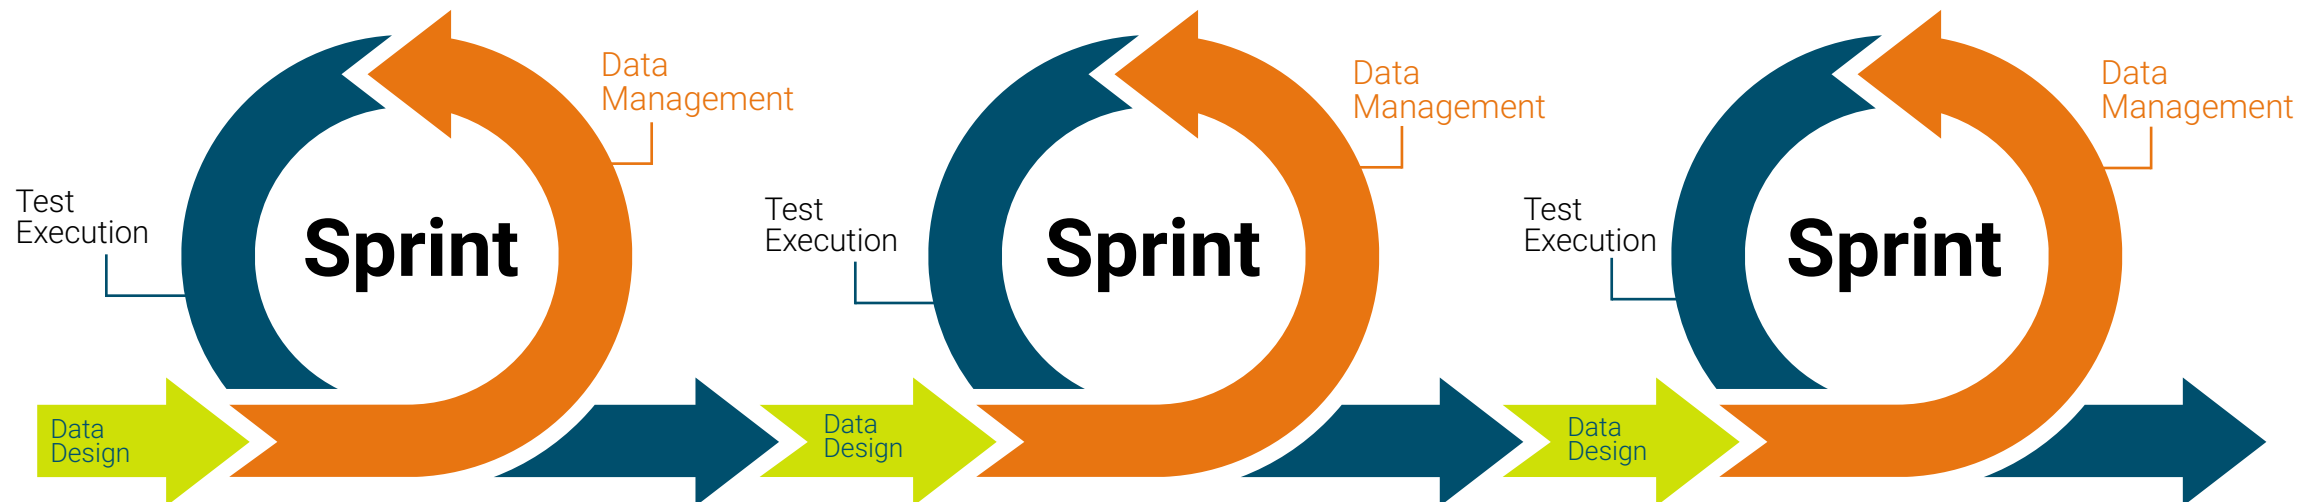 Data
Management
Test
Execution
Sprint
Data
Design
Data
Management
Test
Execution
Sprint
Data
Design
Data
Management
Test
Execution
Sprint
Data
Design